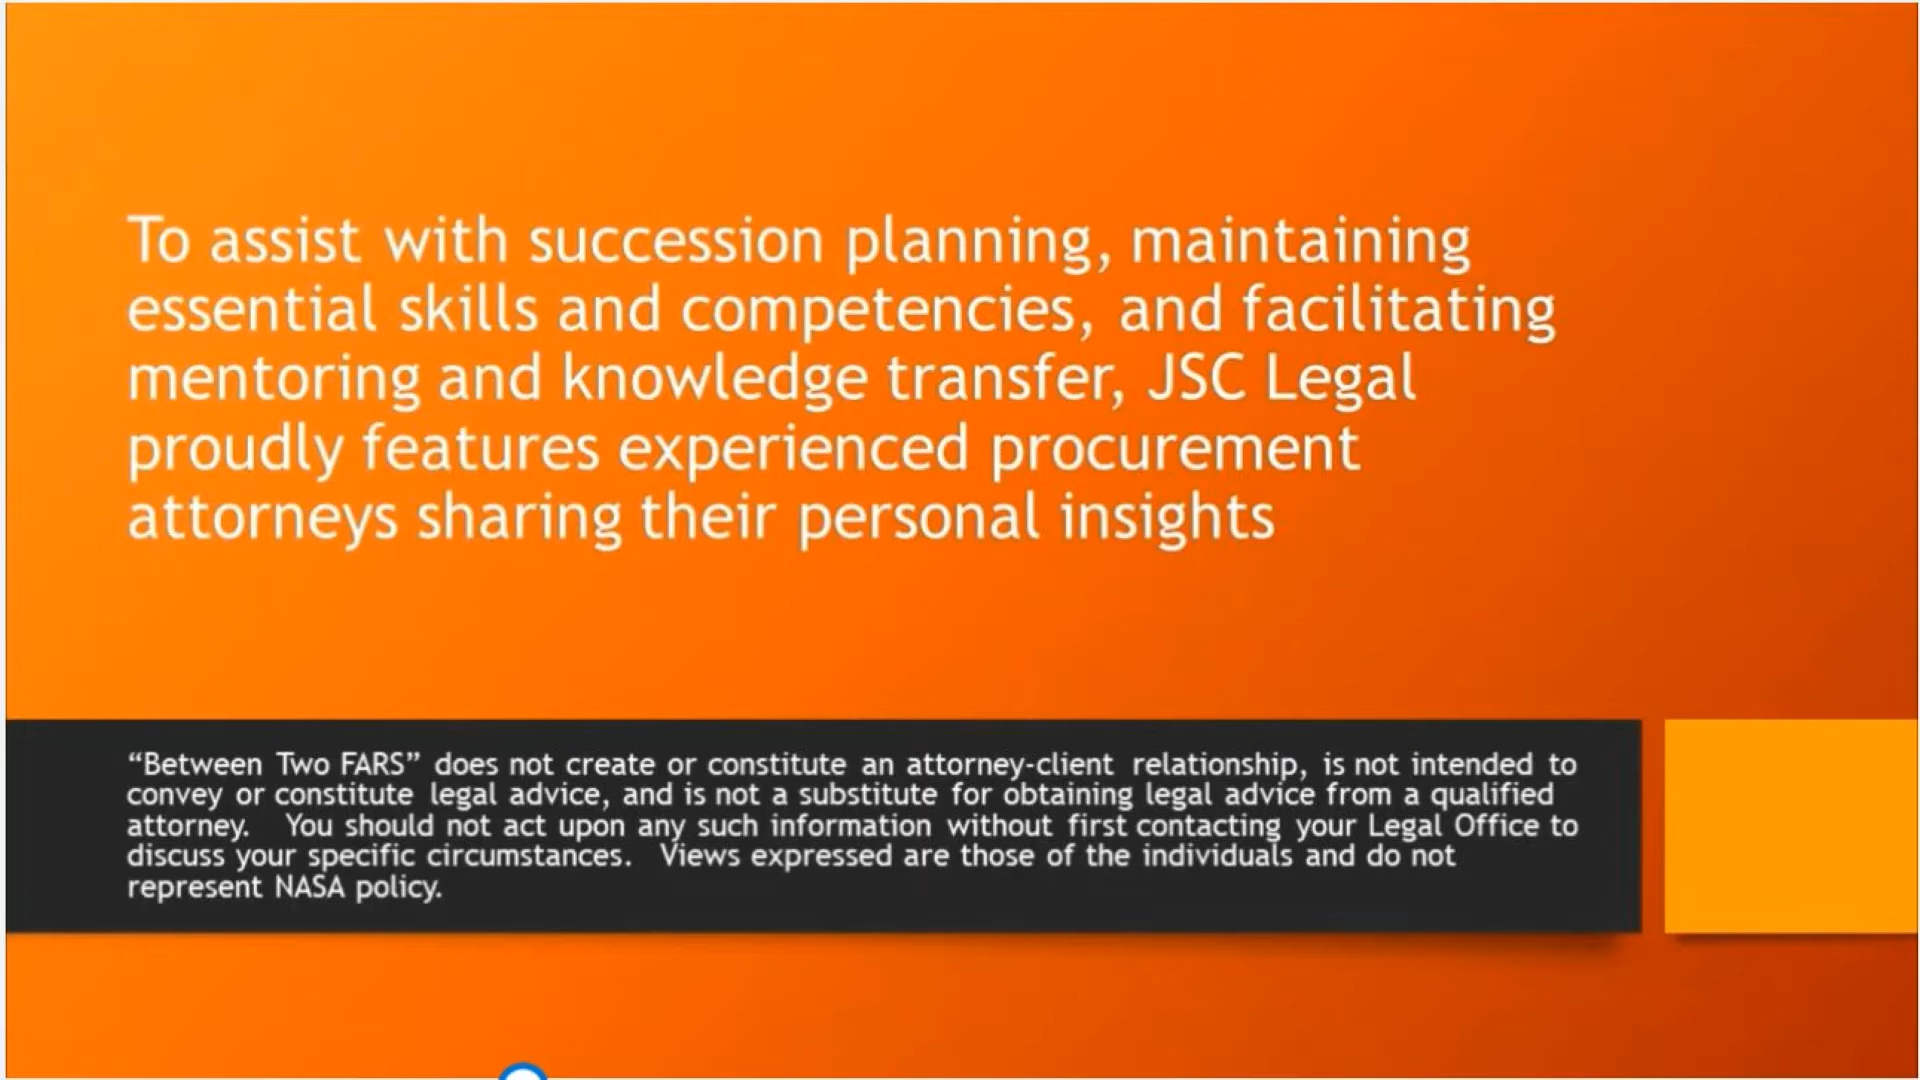 To assist with succession planning, maintaining
essential skills and competencies, and facilitating
mentoring and knowledge transfer, JSC Legal
proudly features experienced procurement
attorneys sharing their personal insights
“Between Two FARS” does not create or constitute an attorney-client relationship, is not intended to
convey or constitute legal advice, and is not a substitute for obtaining legal advice from a qualified
attorney. You should not act upon any such information without first contacting your Legal Office to
discuss your specific circumstances. Views expressed are those of the individuals and do not
represent NASA policy.